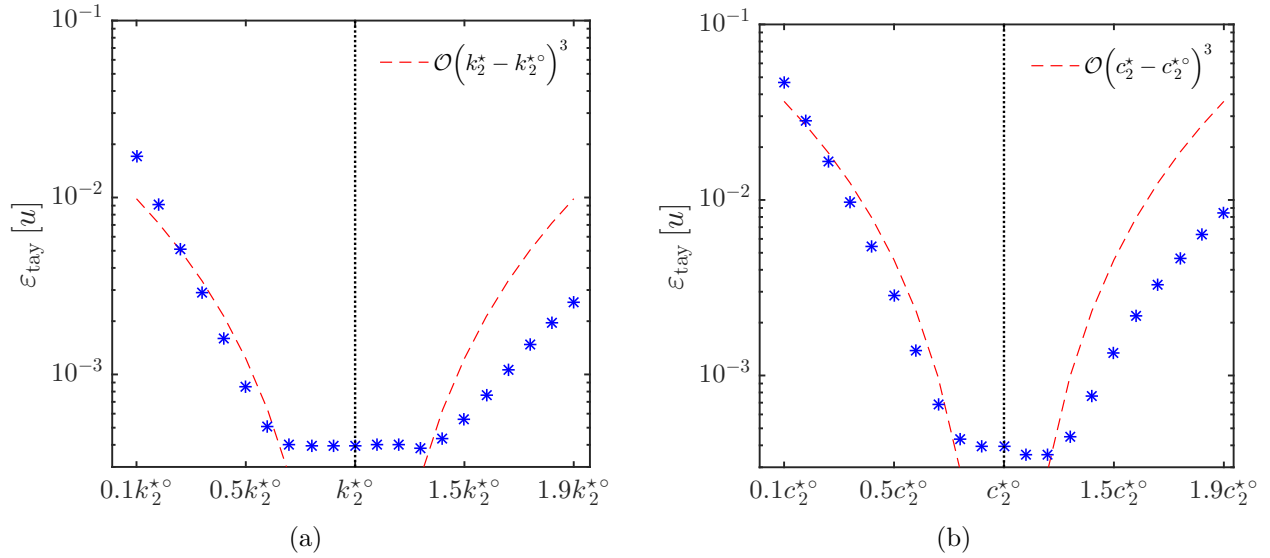 10⁻¹
10⁻²
10⁻³
ε_tay [u]
𝒪(k₂* − k₂*°)³
0.1k₂*° 0.5k₂*° k₂*° 1.5k₂*° 1.9k₂*°
(a)
10⁻¹
10⁻²
10⁻³
ε_tay [u]
𝒪(c₂* − c₂*°)³
0.1c₂*° 0.5c₂*° c₂*° 1.5c₂*° 1.9c₂*°
(b)